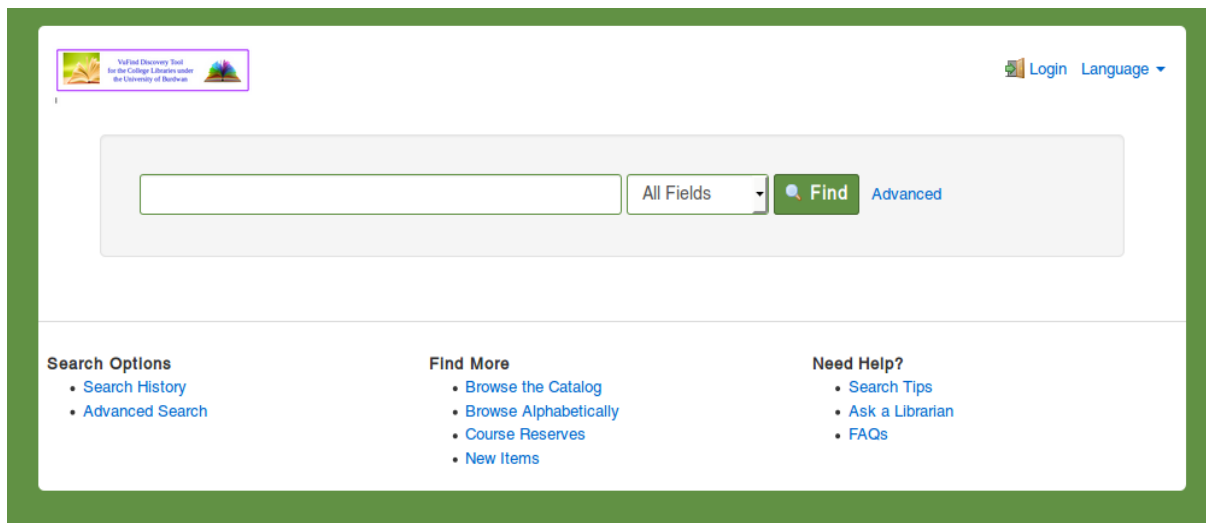 VuFind Discovery Tool
for the College Libraries under
the University of Burdwan
Login Language
All Fields Find Advanced
Search Options
Search History
Advanced Search
Find More
Browse the Catalog
Browse Alphabetically
Course Reserves
New Items
Need Help?
Search Tips
Ask a Librarian
FAQs